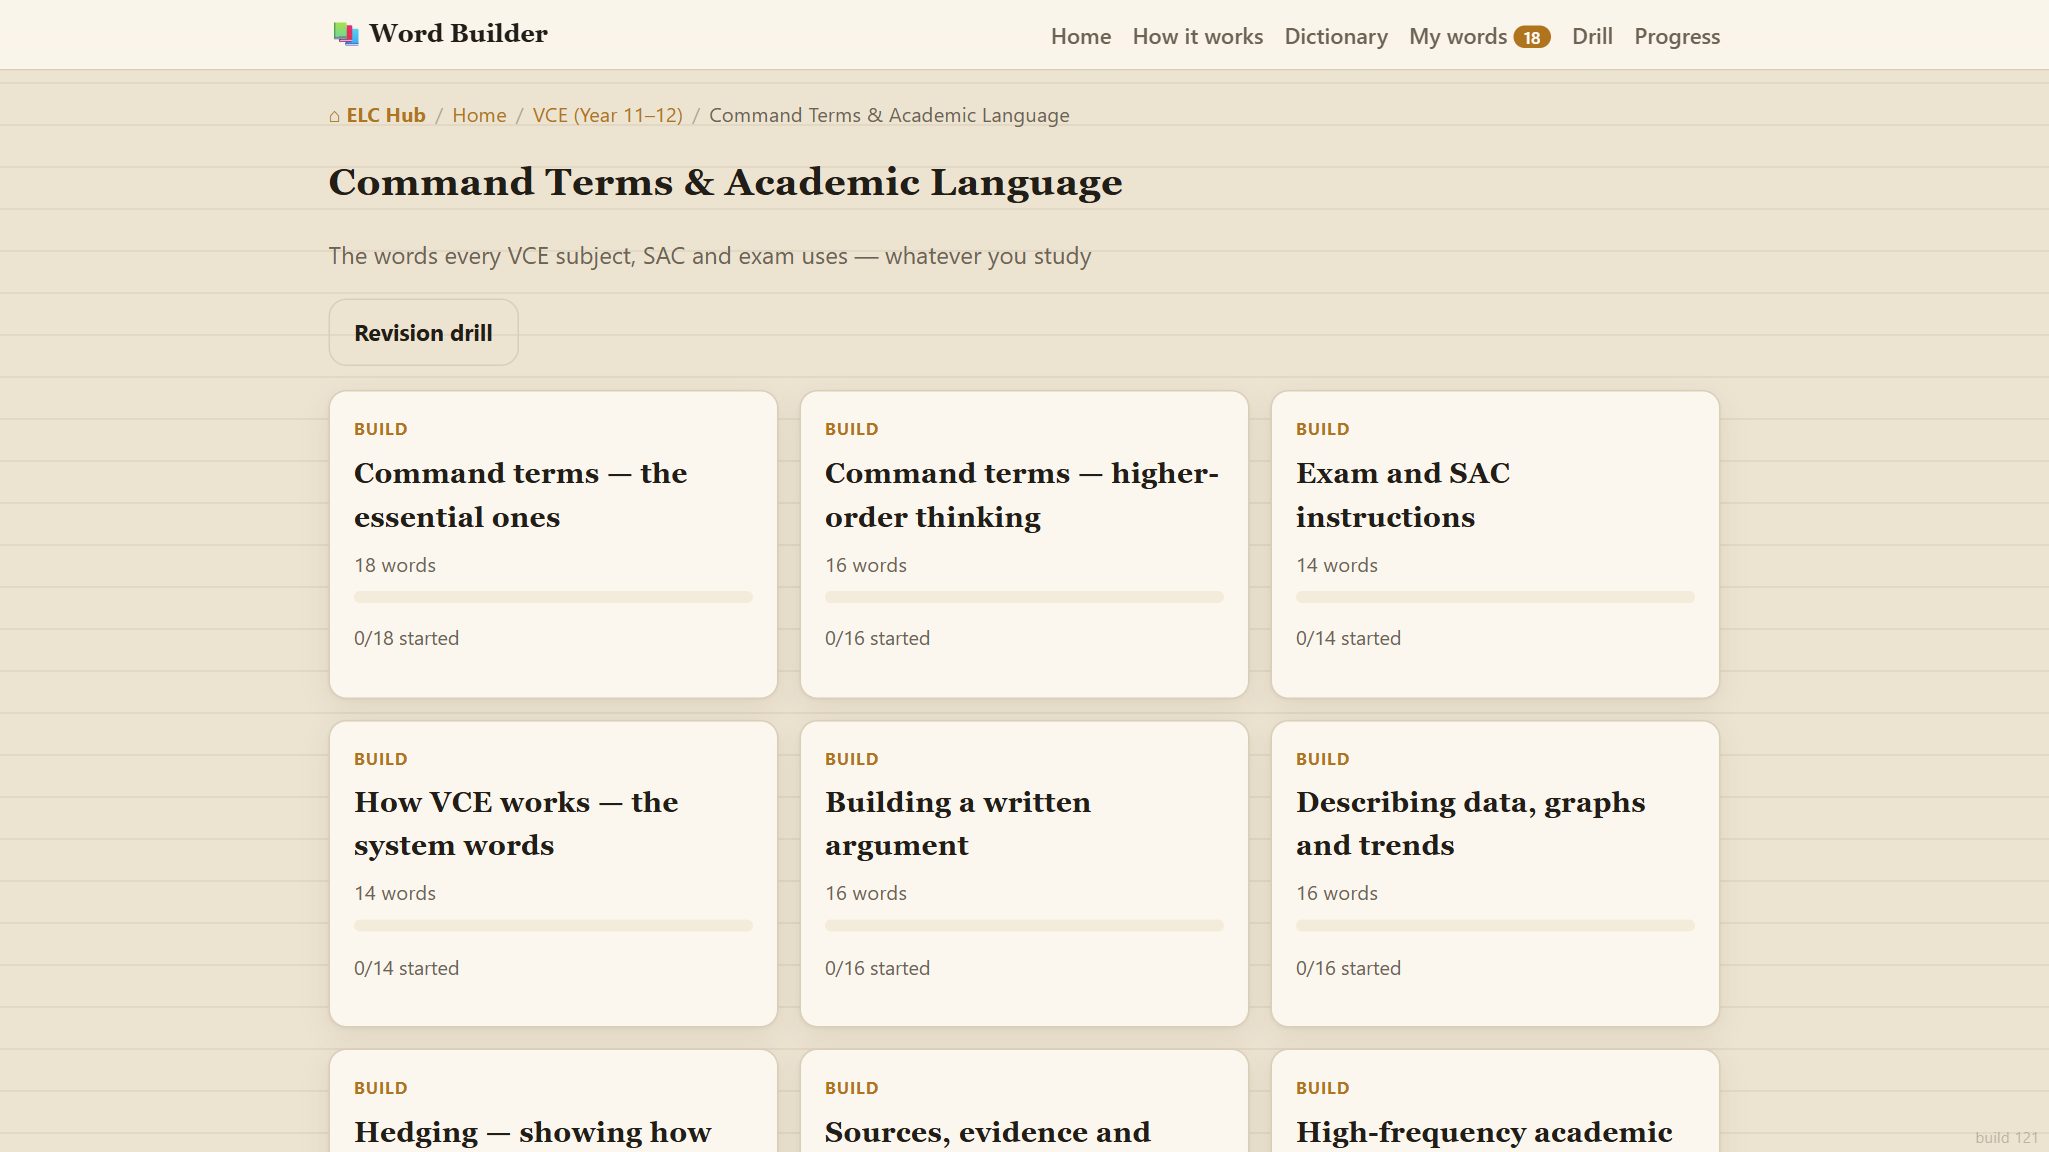 Word Builder
Home How it works Dictionary My words 18 Drill Progress
⌂ ELC Hub / Home / VCE (Year 11–12) / Command Terms & Academic Language
Command Terms & Academic Language
The words every VCE subject, SAC and exam uses — whatever you study
Revision drill
BUILD
Command terms — the
essential ones
18 words
0/18 started
BUILD
Command terms — higher-
order thinking
16 words
0/16 started
BUILD
Exam and SAC
instructions
14 words
0/14 started
BUILD
How VCE works — the
system words
14 words
0/14 started
BUILD
Building a written
argument
16 words
0/16 started
BUILD
Describing data, graphs
and trends
16 words
0/16 started
BUILD
Hedging — showing how
BUILD
Sources, evidence and
BUILD
High-frequency academic
build 121